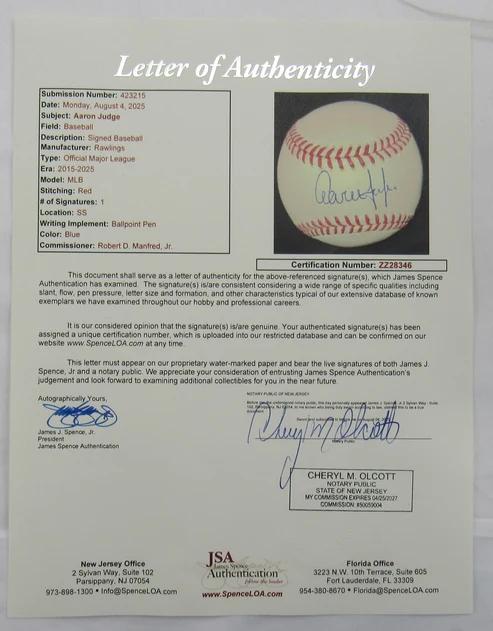 Letter of Authenticity
Submission Number: 423215
Date: Monday, August 4, 2025
Subject: Aaron Judge
Field: Baseball
Description: Signed Baseball
Manufacturer: Rawlings
Type: Official Major League
Era: 2015-2025
Model: MLB
Stitching: Red
# of Signatures: 1
Location: SS
Writing Implement: Ballpoint Pen
Color: Blue
Commissioner: Robert D. Manfred, Jr.
Certification Number: ZZ28346
This document shall serve as a letter of authenticity for the above-referenced signature(s), which James Spence
Authentication has examined. The signature(s) is/are consistent considering a wide range of specific qualities including
slant, flow, pen pressure, letter size and formation, and other characteristics typical of our extensive database of known
exemplars we have examined throughout our hobby and professional careers.
It is our considered opinion that the signature(s) is/are genuine. Your authenticated signature(s) has been
assigned a unique certification number, which is uploaded into our restricted database and can be confirmed on our
website www.SpenceLOA.com at any time.
This letter must appear on our proprietary water-marked paper and bear the live signatures of both James J.
Spence, Jr and a notary public. We appreciate your consideration of entrusting James Spence Authentication's
judgement and look forward to examining additional collectibles for you in the near future.
Autographically Yours,
James J. Spence, Jr.
President
James Spence Authentication
NOTARY PUBLIC OF NEW JERSEY
Cheryl M Olcott
Notary Public
CHERYL M. OLCOTT
NOTARY PUBLIC
STATE OF NEW JERSEY
MY COMMISSION EXPIRES 04/25/2027
COMMISSION #50059004
New Jersey Office
2 Sylvan Way, Suite 102
Parsippany, NJ 07054
973-898-1300 • Info@SpenceLOA.com
JSA
James Spence
Authentication
follow the leader
www.SpenceLOA.com
Florida Office
3223 N.W. 10th Terrace, Suite 605
Fort Lauderdale, FL 33309
954-380-8670 • Florida@SpenceLOA.com